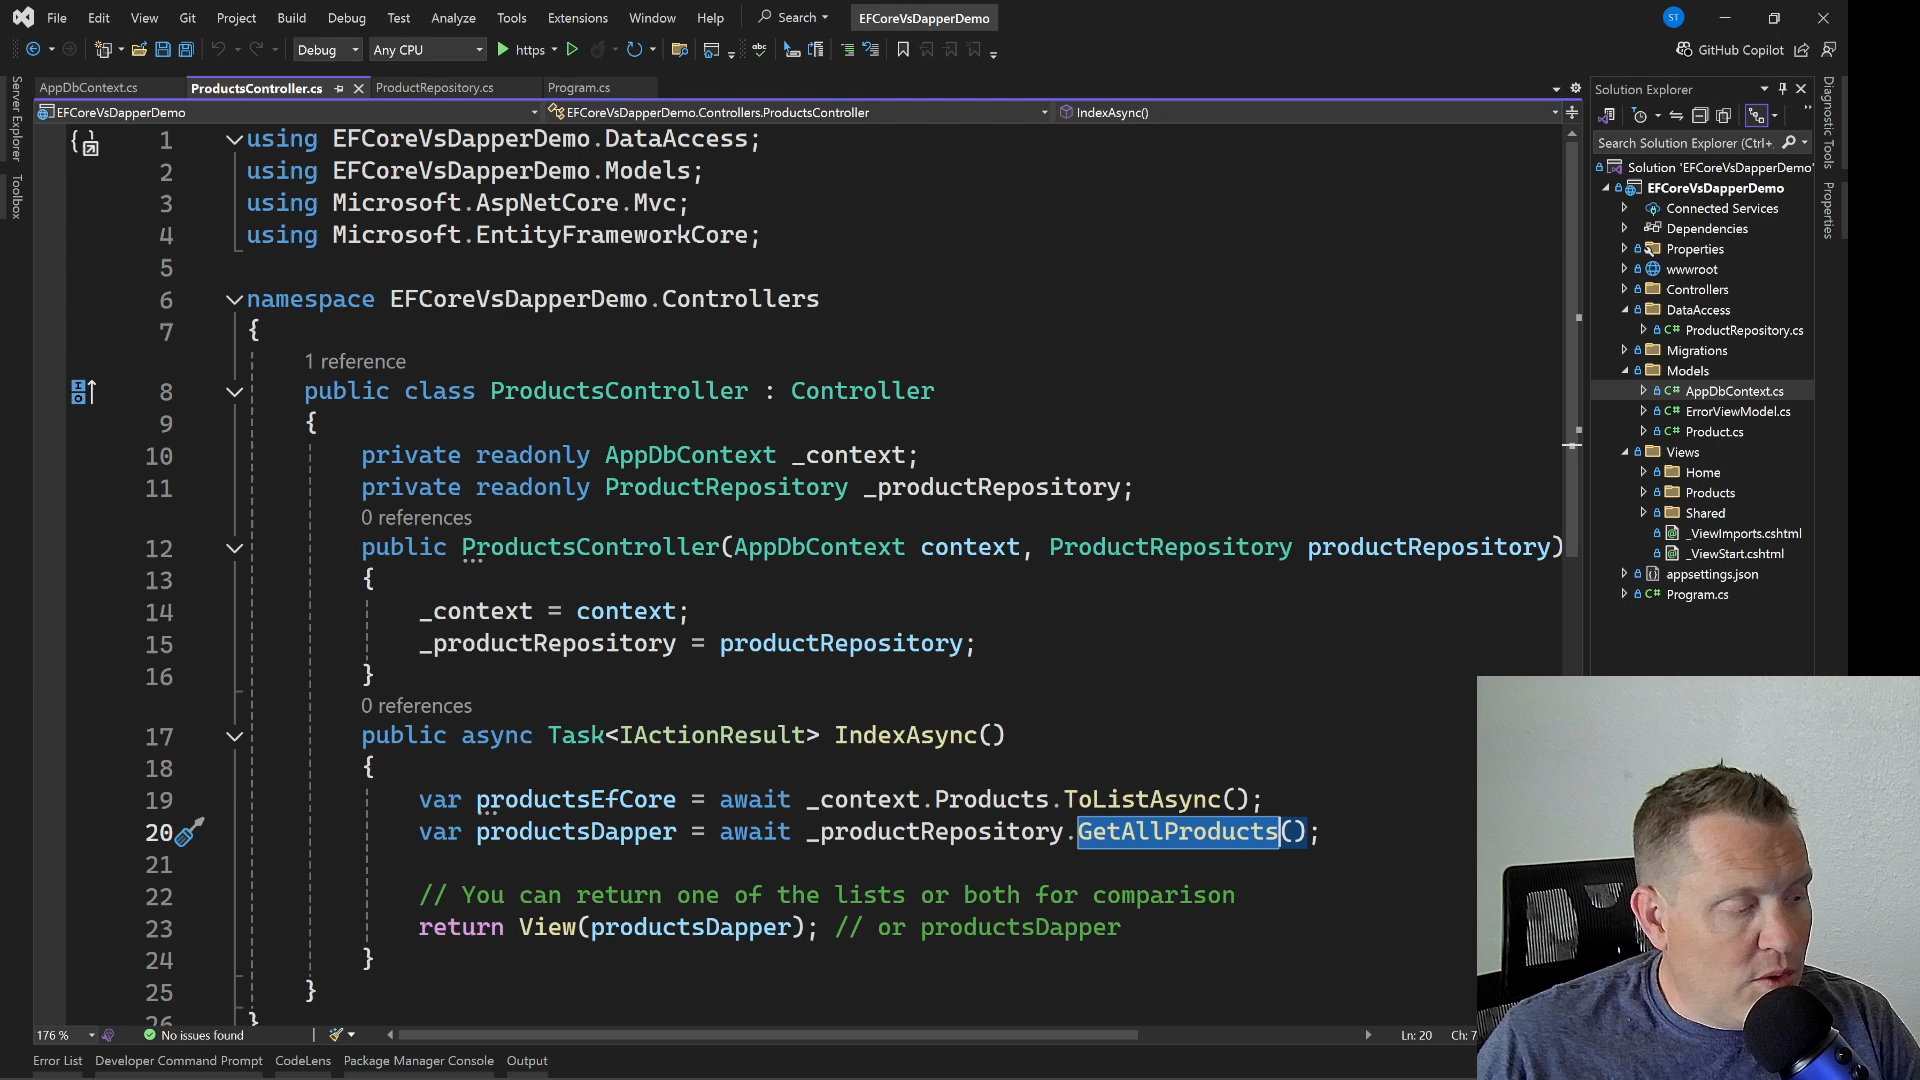 File Edit View Git Project Build Debug Test Analyze Tools Extensions Window Help Search EFCoreVsDapperDemo ST
Debug Any CPU https GitHub Copilot
AppDbContext.cs ProductsController.cs ProductRepository.cs Program.cs
EFCoreVsDapperDemo EFCoreVsDapperDemo.Controllers.ProductsController IndexAsync()
Server Explorer
Toolbox
1 using EFCoreVsDapperDemo.DataAccess;
2 using EFCoreVsDapperDemo.Models;
3 using Microsoft.AspNetCore.Mvc;
4 using Microsoft.EntityFrameworkCore;
5
6 namespace EFCoreVsDapperDemo.Controllers
7 {
1 reference
8 public class ProductsController : Controller
9 {
10 private readonly AppDbContext _context;
11 private readonly ProductRepository _productRepository;
0 references
12 public ProductsController(AppDbContext context, ProductRepository productRepository)
13 {
14 _context = context;
15 _productRepository = productRepository;
16 }
0 references
17 public async Task<IActionResult> IndexAsync()
18 {
19 var productsEfCore = await _context.Products.ToListAsync();
20 var productsDapper = await _productRepository.GetAllProducts();
21
22 // You can return one of the lists or both for comparison
23 return View(productsDapper); // or productsDapper
24 }
25 }
26 }
176 % No issues found Ln: 20 Ch: 7
Error List Developer Command Prompt CodeLens Package Manager Console Output
Solution Explorer
Search Solution Explorer (Ctrl+;
Solution 'EFCoreVsDapperDemo'
EFCoreVsDapperDemo
Connected Services
Dependencies
Properties
wwwroot
Controllers
DataAccess
C# ProductRepository.cs
Migrations
Models
C# AppDbContext.cs
C# ErrorViewModel.cs
C# Product.cs
Views
Home
Products
Shared
_ViewImports.cshtml
_ViewStart.cshtml
appsettings.json
C# Program.cs
Diagnostic Tools
Properties